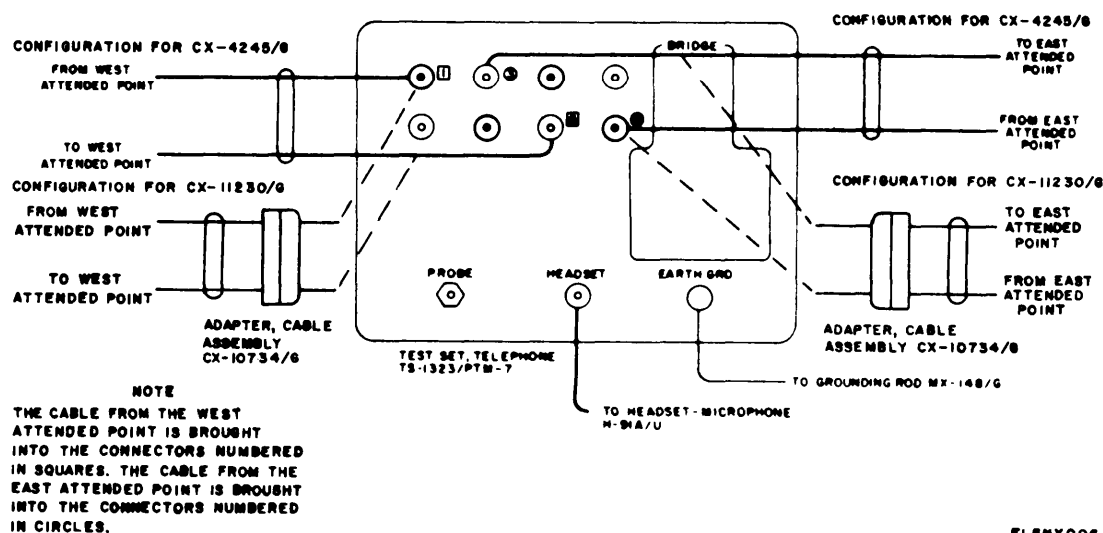 CONFIGURATION FOR CX-4245/G
FROM WEST
ATTENDED POINT
TO WEST
ATTENDED POINT
CONFIGURATION FOR CX-11230/G
FROM WEST
ATTENDED POINT
TO WEST
ATTENDED POINT
ADAPTER, CABLE
ASSEMBLY
CX-10734/G
1
BRIDGE
PROBE
HEADSET
EARTH GRD
TEST SET, TELEPHONE
TS-1323/PTM-7
TO HEADSET-MICROPHONE
H-91A/U
TO GROUNDING ROD MX-148/G
CONFIGURATION FOR CX-4245/G
TO EAST
ATTENDED
POINT
FROM EAST
ATTENDED
POINT
CONFIGURATION FOR CX-11230/G
TO EAST
ATTENDED
POINT
FROM EAST
ATTENDED
POINT
ADAPTER, CABLE
ASSEMBLY CX-10734/G
NOTE
THE CABLE FROM THE WEST
ATTENDED POINT IS BROUGHT
INTO THE CONNECTORS NUMBERED
IN SQUARES. THE CABLE FROM THE
EAST ATTENDED POINT IS BROUGHT
INTO THE CONNECTORS NUMBERED
IN CIRCLES.